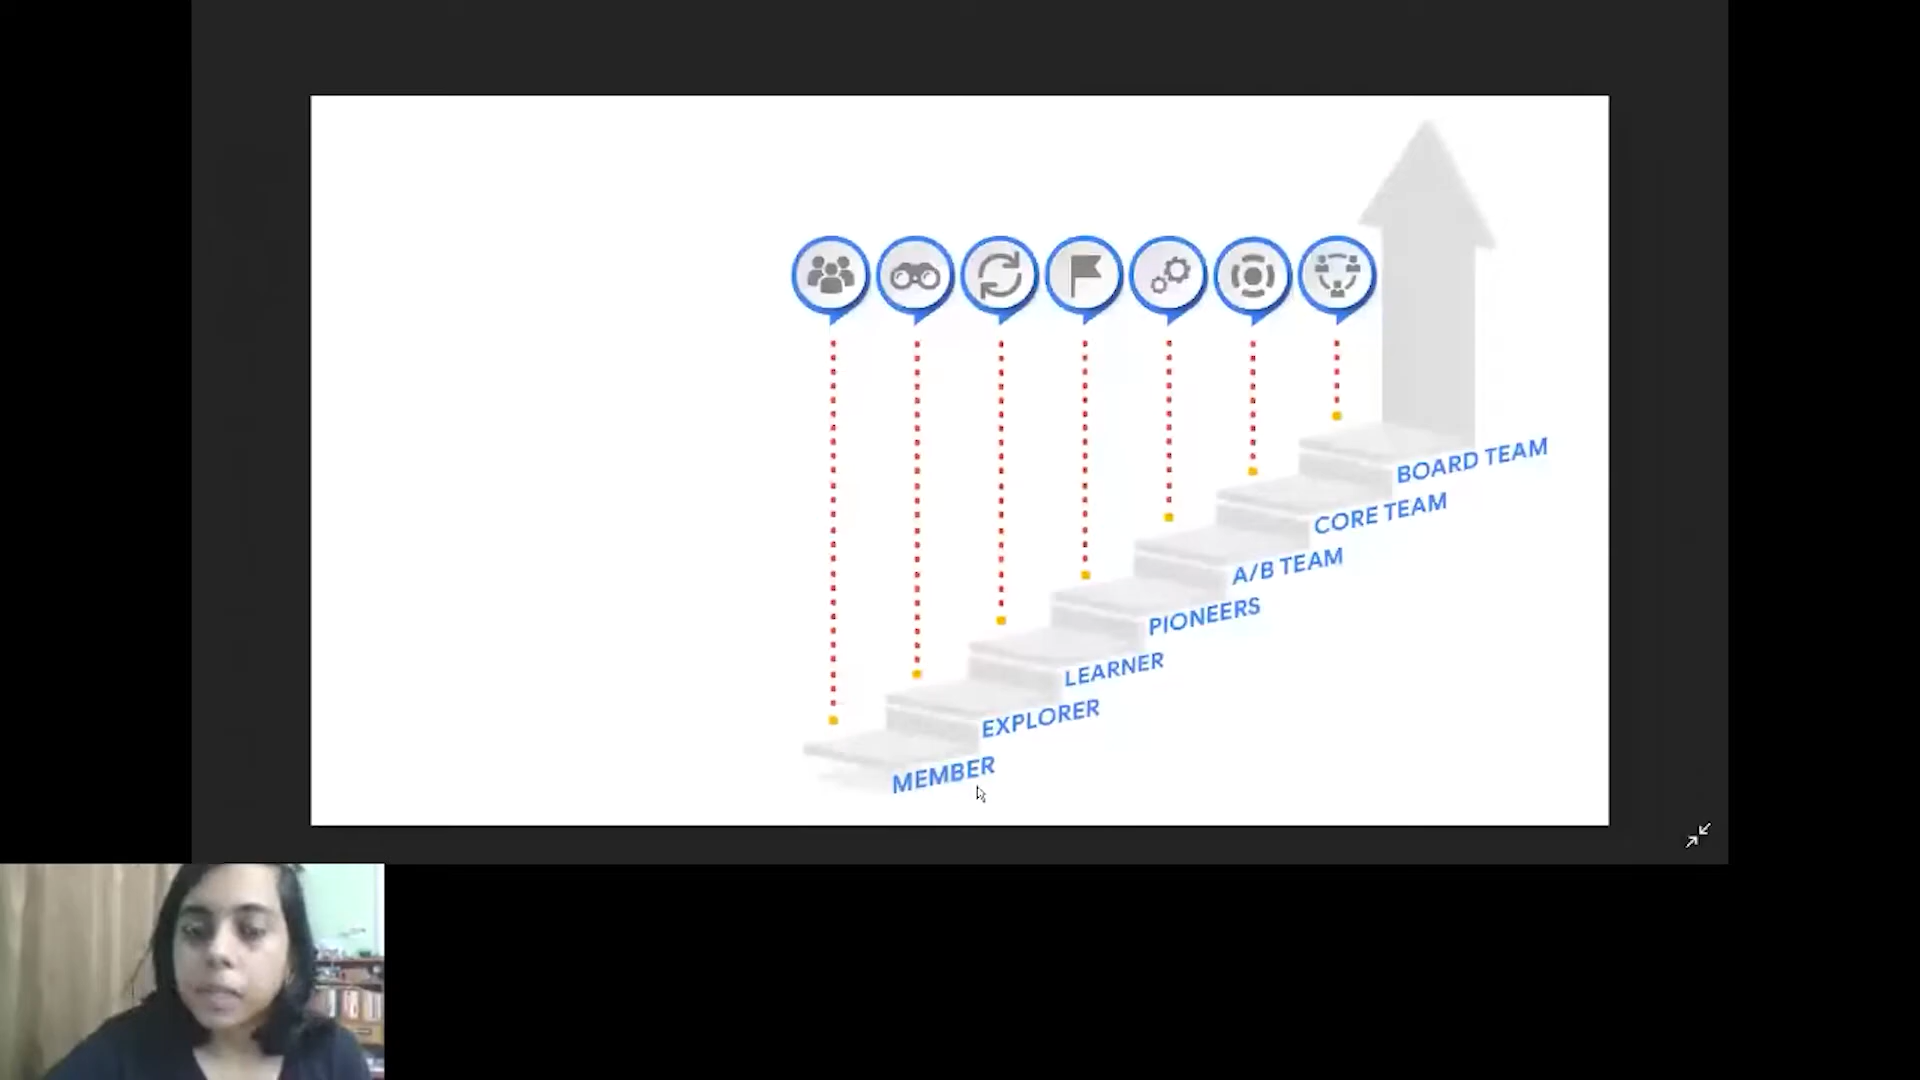 BOARD TEAM
CORE TEAM
A/B TEAM
PIONEERS
LEARNER
EXPLORER
MEMBER